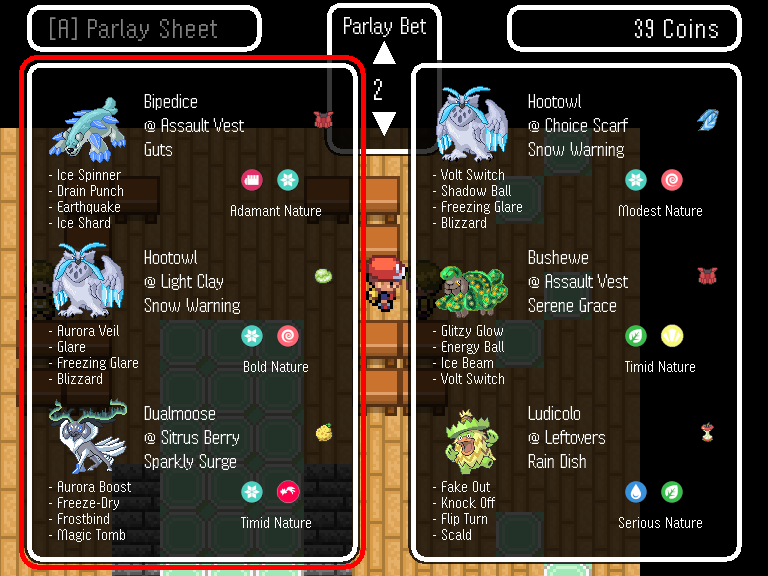 [A] Parlay Sheet
Parlay Bet
2
39 Coins
Bipedice
@ Assault Vest
Guts
- Ice Spinner
- Drain Punch
- Earthquake
- Ice Shard
Adamant Nature
Hootowl
@ Light Clay
Snow Warning
- Aurora Veil
- Glare
- Freezing Glare
- Blizzard
Bold Nature
Dualmoose
@ Sitrus Berry
Sparkly Surge
- Aurora Boost
- Freeze-Dry
- Frostbind
- Magic Tomb
Timid Nature
Hootowl
@ Choice Scarf
Snow Warning
- Volt Switch
- Shadow Ball
- Freezing Glare
- Blizzard
Modest Nature
Bushewe
@ Assault Vest
Serene Grace
- Glitzy Glow
- Energy Ball
- Ice Beam
- Volt Switch
Timid Nature
Ludicolo
@ Leftovers
Rain Dish
- Fake Out
- Knock Off
- Flip Turn
- Scald
Serious Nature